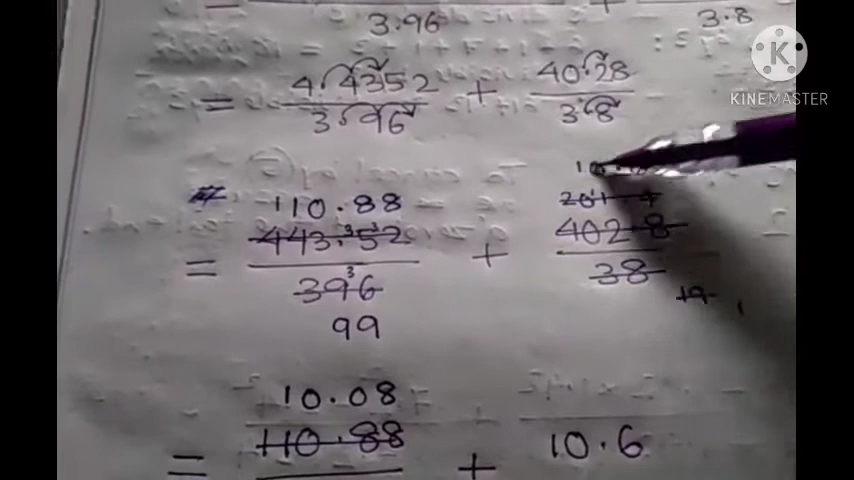 = 3.96 + 3.8
KINEMASTER
= 4.4352 / 3.96 + 40.28 / 3.8
110.88
= 443.52 / 396 + 402.8 / 38
99 19
10.08
= 110.88 + 10.6